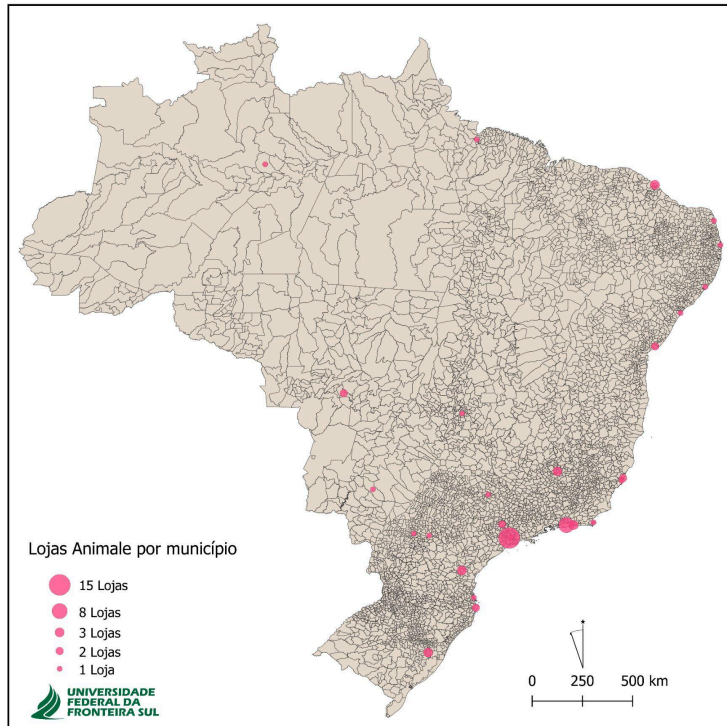 Lojas Animale por município
15 Lojas
8 Lojas
3 Lojas
2 Lojas
1 Loja
UNIVERSIDADE
FEDERAL DA
FRONTEIRA SUL
0 250 500 km